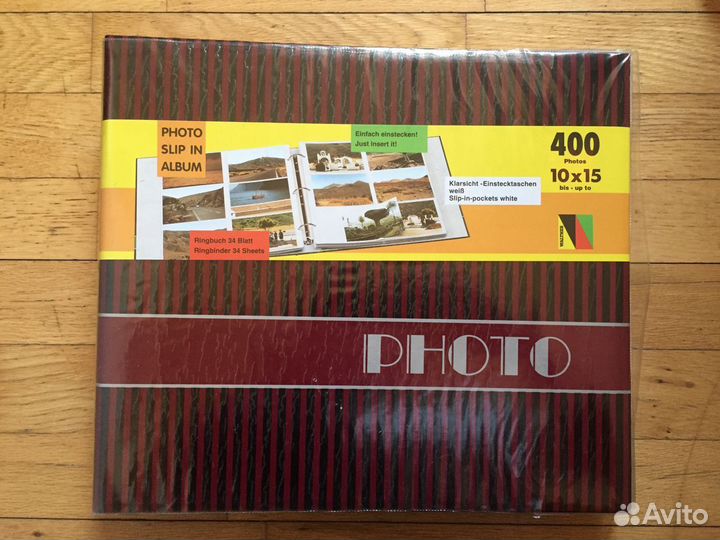 PHOTO
SLIP IN
ALBUM
Einfach einstecken!
Just insert it!
400
Photos
10x15
bis - up to
Klarsicht -Einstecktaschen
weiß
Slip-in-pockets white
WALTHER
Ringbuch 34 Blatt
Ringbinder 34 Sheets
PHOTO
Avito